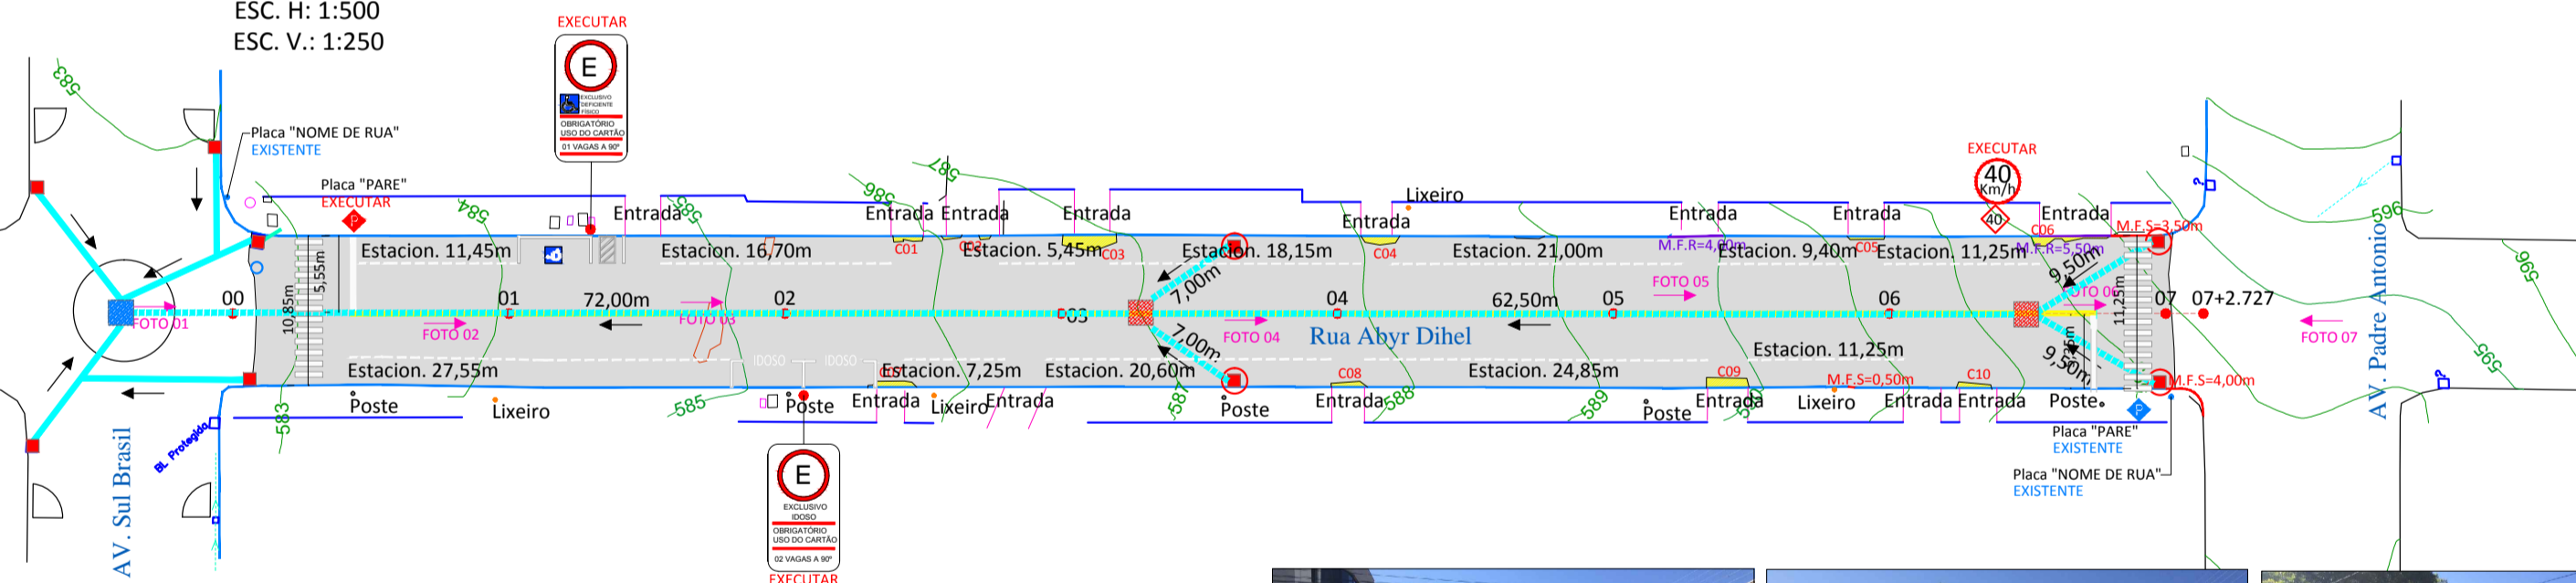 ESC. H: 1:500
ESC. V.: 1:250
EXECUTAR
E
EXCLUSIVO
DEFICIENTE
FÍSICO
OBRIGATÓRIO
USO DO CARTÃO
01 VAGAS A 90º
583
Placa "NOME DE RUA"
EXISTENTE
Placa "PARE"
EXECUTAR
P
584
585
586
587
EXECUTAR
40
Km/h
40
Lixeiro
Entrada
Entrada
Entrada
Entrada
Entrada
Entrada
Entrada
Entrada
596
M.F.S=3,50m
Estacion. 11,45m
Estacion. 16,70m
C01
C02
Estacion. 5,45m
C03
Estacion. 18,15m
C04
Estacion. 21,00m
M.F.R=4,00m
Estacion. 9,40m
C05
Estacion. 11,25m
C06
M.F.R=5,50m
5,55m
10,85m
7,00m
9,50m
11,25m
FOTO 01
00
01
72,00m
02
03
04
62,50m
05
06
07
07+2.727
FOTO 02
FOTO 03
FOTO 04
FOTO 05
FOTO 06
FOTO 07
Rua Abyr Dihel
7,00m
9,50m
IDOSO
IDOSO
Estacion. 27,55m
Estacion. 7,25m
Estacion. 20,60m
Estacion. 24,85m
Estacion. 11,25m
C08
C09
C10
M.F.S=0,50m
M.F.S=4,00m
583
Poste
Lixeiro
585
Poste
Entrada
Lixeiro
Entrada
587
Poste
Entrada
588
589
Poste
Entrada
590
Lixeiro
Entrada
Entrada
Poste
P
Placa "PARE"
EXISTENTE
Placa "NOME DE RUA"
EXISTENTE
596
595
?
?
BL Protegida
AV. Sul Brasil
AV. Padre Antonio
E
EXCLUSIVO
IDOSO
OBRIGATÓRIO
USO DO CARTÃO
02 VAGAS A 90º
EXECUTAR